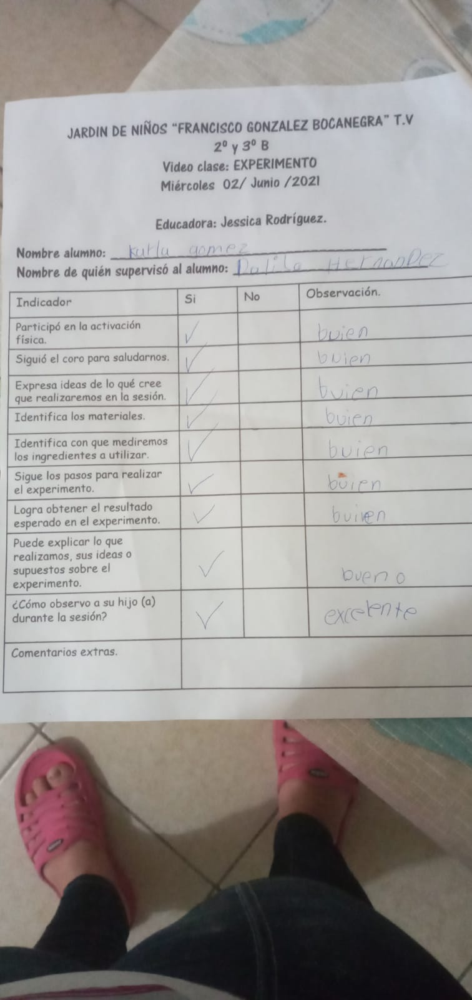 JARDIN DE NIÑOS "FRANCISCO GONZALEZ BOCANEGRA" T.V
2º y 3º B
Video clase: EXPERIMENTO
Miércoles 02/ Junio /2021
Educadora: Jessica Rodríguez.
Nombre alumno: Karla gomez
Nombre de quién supervisó al alumno: Dalila HernanDez
Indicador Si No Observación.
Participó en la activación
física. ✓ buien
Siguió el coro para saludarnos. ✓ buien
Expresa ideas de lo qué cree
que realizaremos en la sesión. ✓ buien
Identifica los materiales. ✓ buien
Identifica con que mediremos
los ingredientes a utilizar. ✓ buien
Sigue los pasos para realizar
el experimento. ✓ buien
Logra obtener el resultado
esperado en el experimento. ✓ buien
Puede explicar lo que
realizamos, sus ideas o
supuestos sobre el
experimento. ✓ bueno
¿Cómo observo a su hijo (a)
durante la sesión? ✓ excelente
Comentarios extras.